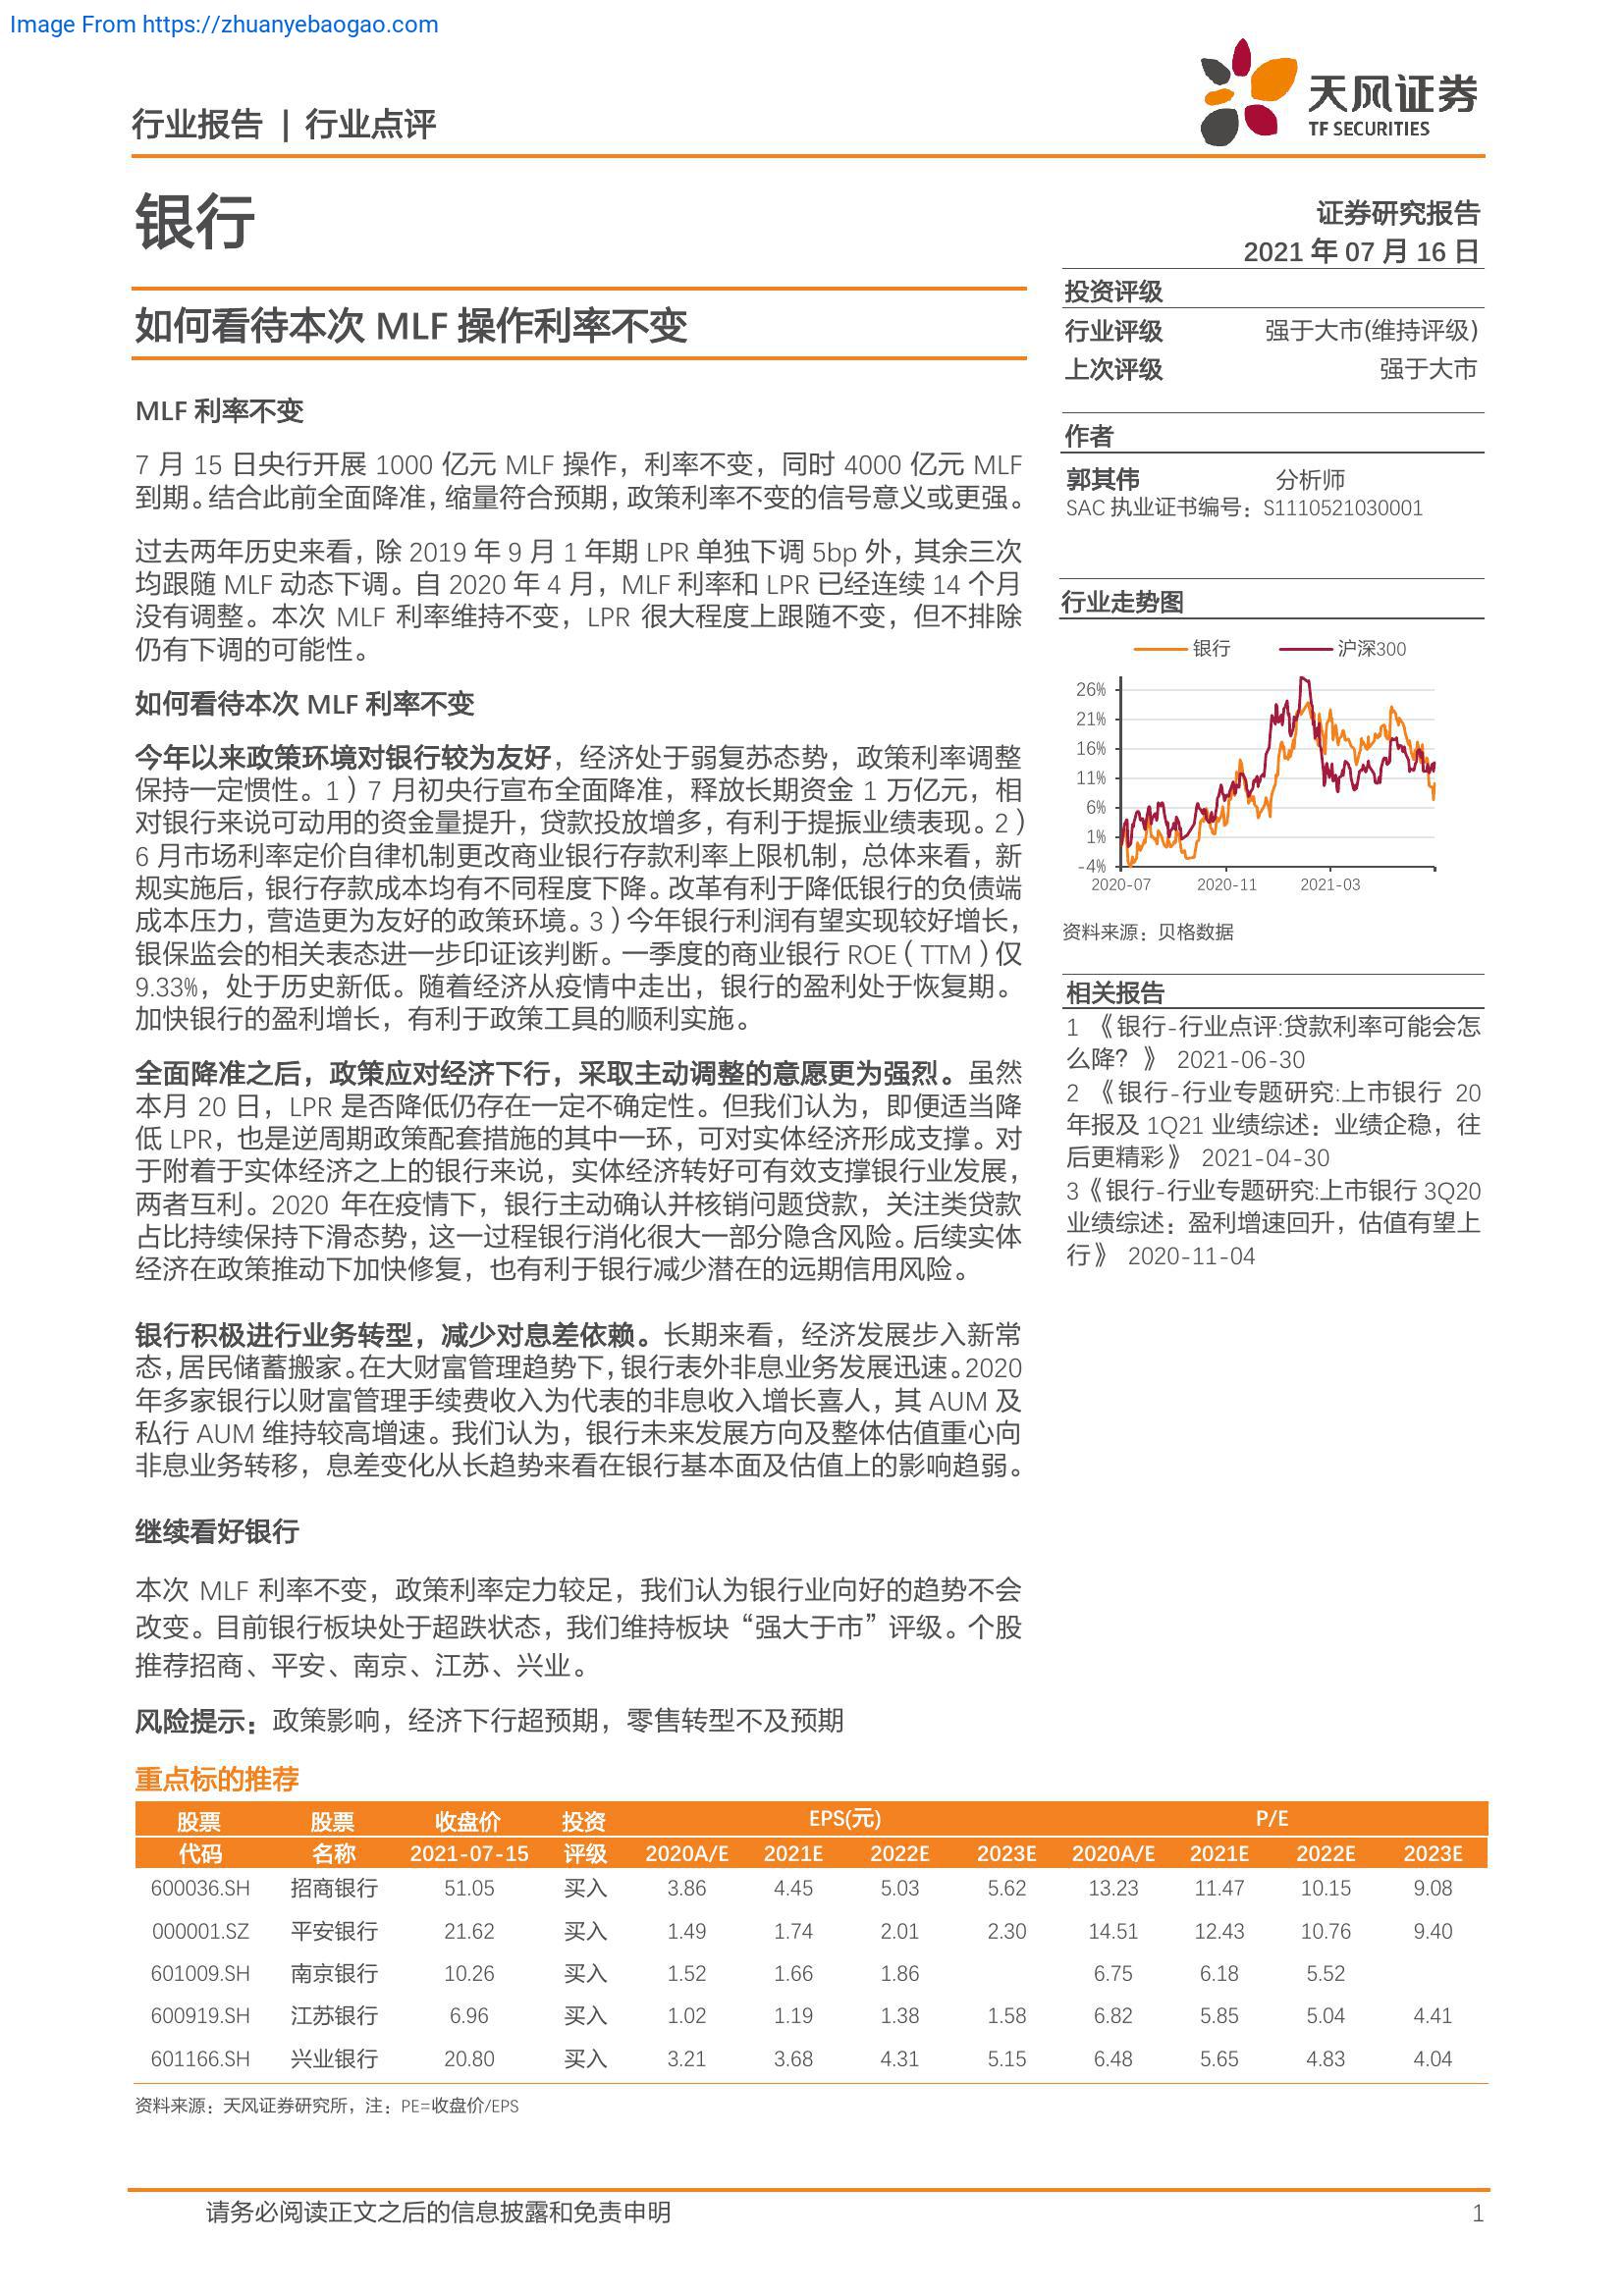 Image From https://zhuanyebaogao.com
行业报告 | 行业点评
天风证券
TF SECURITIES
银行
证券研究报告
2021 年 07 月 16 日
如何看待本次 MLF 操作利率不变
MLF 利率不变
7 月 15 日央行开展 1000 亿元 MLF 操作，利率不变，同时 4000 亿元 MLF
到期。结合此前全面降准，缩量符合预期，政策利率不变的信号意义或更强。
过去两年历史来看，除 2019 年 9 月 1 年期 LPR 单独下调 5bp 外，其余三次
均跟随 MLF 动态下调。自 2020 年 4 月，MLF 利率和 LPR 已经连续 14 个月
没有调整。本次 MLF 利率维持不变，LPR 很大程度上跟随不变，但不排除
仍有下调的可能性。
如何看待本次 MLF 利率不变
今年以来政策环境对银行较为友好，经济处于弱复苏态势，政策利率调整
保持一定惯性。1）7 月初央行宣布全面降准，释放长期资金 1 万亿元，相
对银行来说可动用的资金量提升，贷款投放增多，有利于提振业绩表现。2）
6 月市场利率定价自律机制更改商业银行存款利率上限机制，总体来看，新
规实施后，银行存款成本均有不同程度下降。改革有利于降低银行的负债端
成本压力，营造更为友好的政策环境。3）今年银行利润有望实现较好增长，
银保监会的相关表态进一步印证该判断。一季度的商业银行 ROE（TTM）仅
9.33%，处于历史新低。随着经济从疫情中走出，银行的盈利处于恢复期。
加快银行的盈利增长，有利于政策工具的顺利实施。
全面降准之后，政策应对经济下行，采取主动调整的意愿更为强烈。虽然
本月 20 日，LPR 是否降低仍存在一定不确定性。但我们认为，即便适当降
低 LPR，也是逆周期政策配套措施的其中一环，可对实体经济形成支撑。对
于附着于实体经济之上的银行来说，实体经济转好可有效支撑银行业发展，
两者互利。2020 年在疫情下，银行主动确认并核销问题贷款，关注类贷款
占比持续保持下滑态势，这一过程银行消化很大一部分隐含风险。后续实体
经济在政策推动下加快修复，也有利于银行减少潜在的远期信用风险。
银行积极进行业务转型，减少对息差依赖。长期来看，经济发展步入新常
态，居民储蓄搬家。在大财富管理趋势下，银行表外非息业务发展迅速。2020
年多家银行以财富管理手续费收入为代表的非息收入增长喜人，其 AUM 及
私行 AUM 维持较高增速。我们认为，银行未来发展方向及整体估值重心向
非息业务转移，息差变化从长趋势来看在银行基本面及估值上的影响趋弱。
继续看好银行
本次 MLF 利率不变，政策利率定力较足，我们认为银行业向好的趋势不会
改变。目前银行板块处于超跌状态，我们维持板块“强大于市”评级。个股
推荐招商、平安、南京、江苏、兴业。
风险提示：政策影响，经济下行超预期，零售转型不及预期
投资评级
行业评级 强于大市(维持评级)
上次评级 强于大市
作者
郭其伟 分析师
SAC 执业证书编号：S1110521030001
行业走势图
银行 沪深300
26%
21%
16%
11%
6%
1%
-4%
2020-07 2020-11 2021-03
资料来源：贝格数据
相关报告
1 《银行-行业点评:贷款利率可能会怎
么降？》 2021-06-30
2 《银行-行业专题研究:上市银行 20
年报及 1Q21 业绩综述：业绩企稳，往
后更精彩》 2021-04-30
3《银行-行业专题研究:上市银行 3Q20
业绩综述：盈利增速回升，估值有望上
行》 2020-11-04
重点标的推荐
股票 股票 收盘价 投资 EPS(元) P/E
代码 名称 2021-07-15 评级 2020A/E 2021E 2022E 2023E 2020A/E 2021E 2022E 2023E
600036.SH 招商银行 51.05 买入 3.86 4.45 5.03 5.62 13.23 11.47 10.15 9.08
000001.SZ 平安银行 21.62 买入 1.49 1.74 2.01 2.30 14.51 12.43 10.76 9.40
601009.SH 南京银行 10.26 买入 1.52 1.66 1.86 6.75 6.18 5.52
600919.SH 江苏银行 6.96 买入 1.02 1.19 1.38 1.58 6.82 5.85 5.04 4.41
601166.SH 兴业银行 20.80 买入 3.21 3.68 4.31 5.15 6.48 5.65 4.83 4.04
资料来源：天风证券研究所，注：PE=收盘价/EPS
请务必阅读正文之后的信息披露和免责申明 1